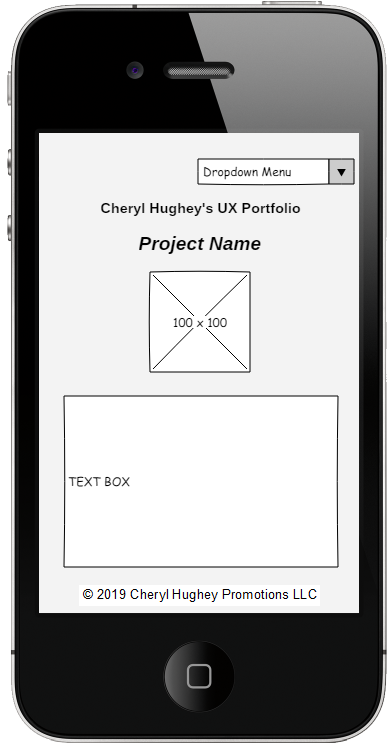 Dropdown Menu
Cheryl Hughey's UX Portfolio
Project Name
100 x 100
TEXT BOX
© 2019 Cheryl Hughey Promotions LLC